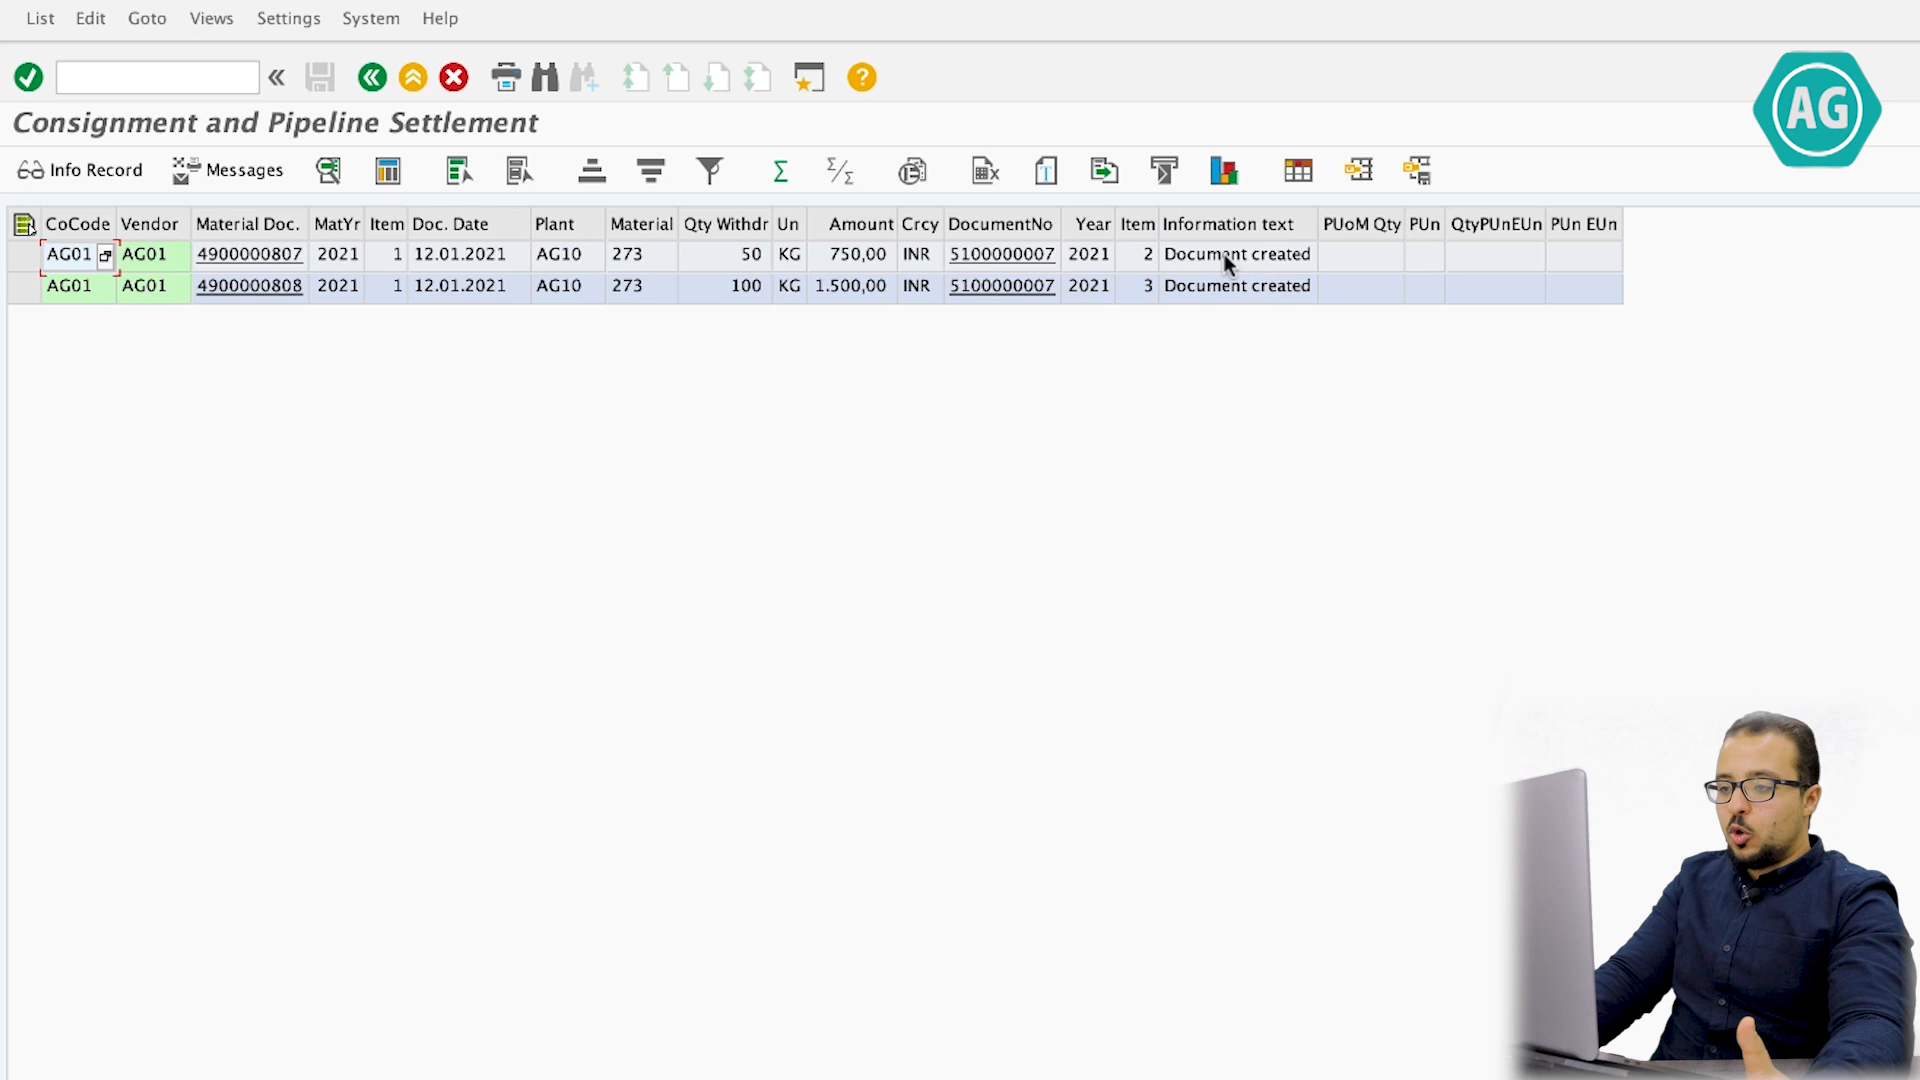 List Edit Goto Views Settings System Help
AG
Consignment and Pipeline Settlement
Info Record Messages
CoCode Vendor Material Doc. MatYr Item Doc. Date Plant Material Qty Withdr Un Amount Crcy DocumentNo Year Item Information text PUoM Qty PUn QtyPUnEUn PUn EUn
AG01 AG01 4900000807 2021 1 12.01.2021 AG10 273 50 KG 750,00 INR 5100000007 2021 2 Document created
AG01 AG01 4900000808 2021 1 12.01.2021 AG10 273 100 KG 1.500,00 INR 5100000007 2021 3 Document created